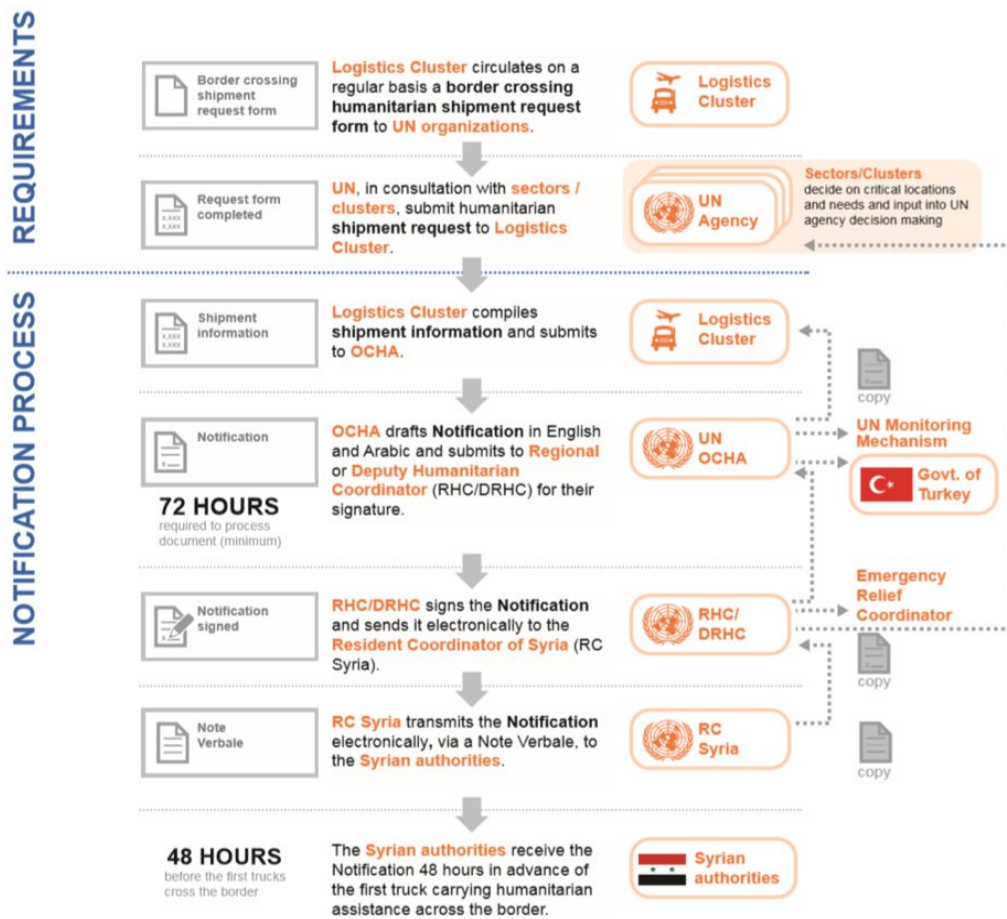 REQUIREMENTS
Border crossing
shipment
request form
Logistics Cluster circulates on a
regular basis a border crossing
humanitarian shipment request
form to UN organizations.
Logistics
Cluster
x,xxx
x,xxx
Request form
completed
UN, in consultation with sectors /
clusters, submit humanitarian
shipment request to Logistics
Cluster.
UN
Agency
Sectors/Clusters
decide on critical locations
and needs and input into UN
agency decision making
NOTIFICATION PROCESS
x,xxx
x,xxx
Shipment
information
Logistics Cluster compiles
shipment information and submits
to OCHA.
Logistics
Cluster
copy
Notification
72 HOURS
required to process
document (minimum)
OCHA drafts Notification in English
and Arabic and submits to Regional
or Deputy Humanitarian
Coordinator (RHC/DRHC) for their
signature.
UN
OCHA
UN Monitoring
Mechanism
Govt. of
Turkey
Notification
signed
RHC/DRHC signs the Notification
and sends it electronically to the
Resident Coordinator of Syria (RC
Syria).
RHC/
DRHC
Emergency
Relief
Coordinator
copy
Note
Verbale
RC Syria transmits the Notification
electronically, via a Note Verbale, to
the Syrian authorities.
RC
Syria
copy
48 HOURS
before the first trucks
cross the border
The Syrian authorities receive the
Notification 48 hours in advance of
the first truck carrying humanitarian
assistance across the border.
Syrian
authorities